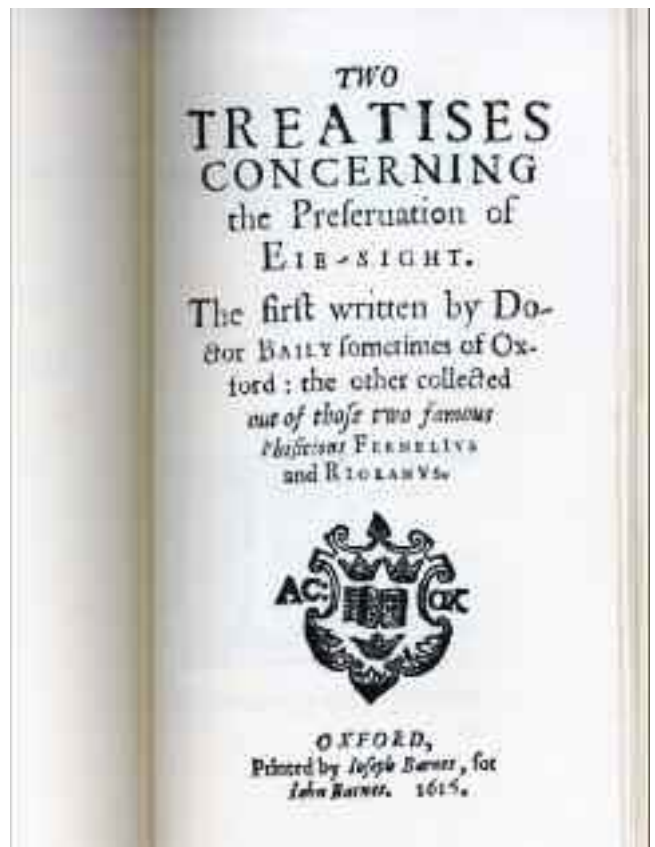 TWO
TREATISES
CONCERNING
the Preſeruation of
EIE-SIGHT.
The firſt written by Do-
ctor BAILY ſometimes of Ox-
ford : the other collected
out of thoſe two famous
Phiſicions FERNELIVS
and RIOLANVS.
AC: OX
OXFORD,
Printed by Ioſeph Barnes, for
Iohn Barnes. 1616.